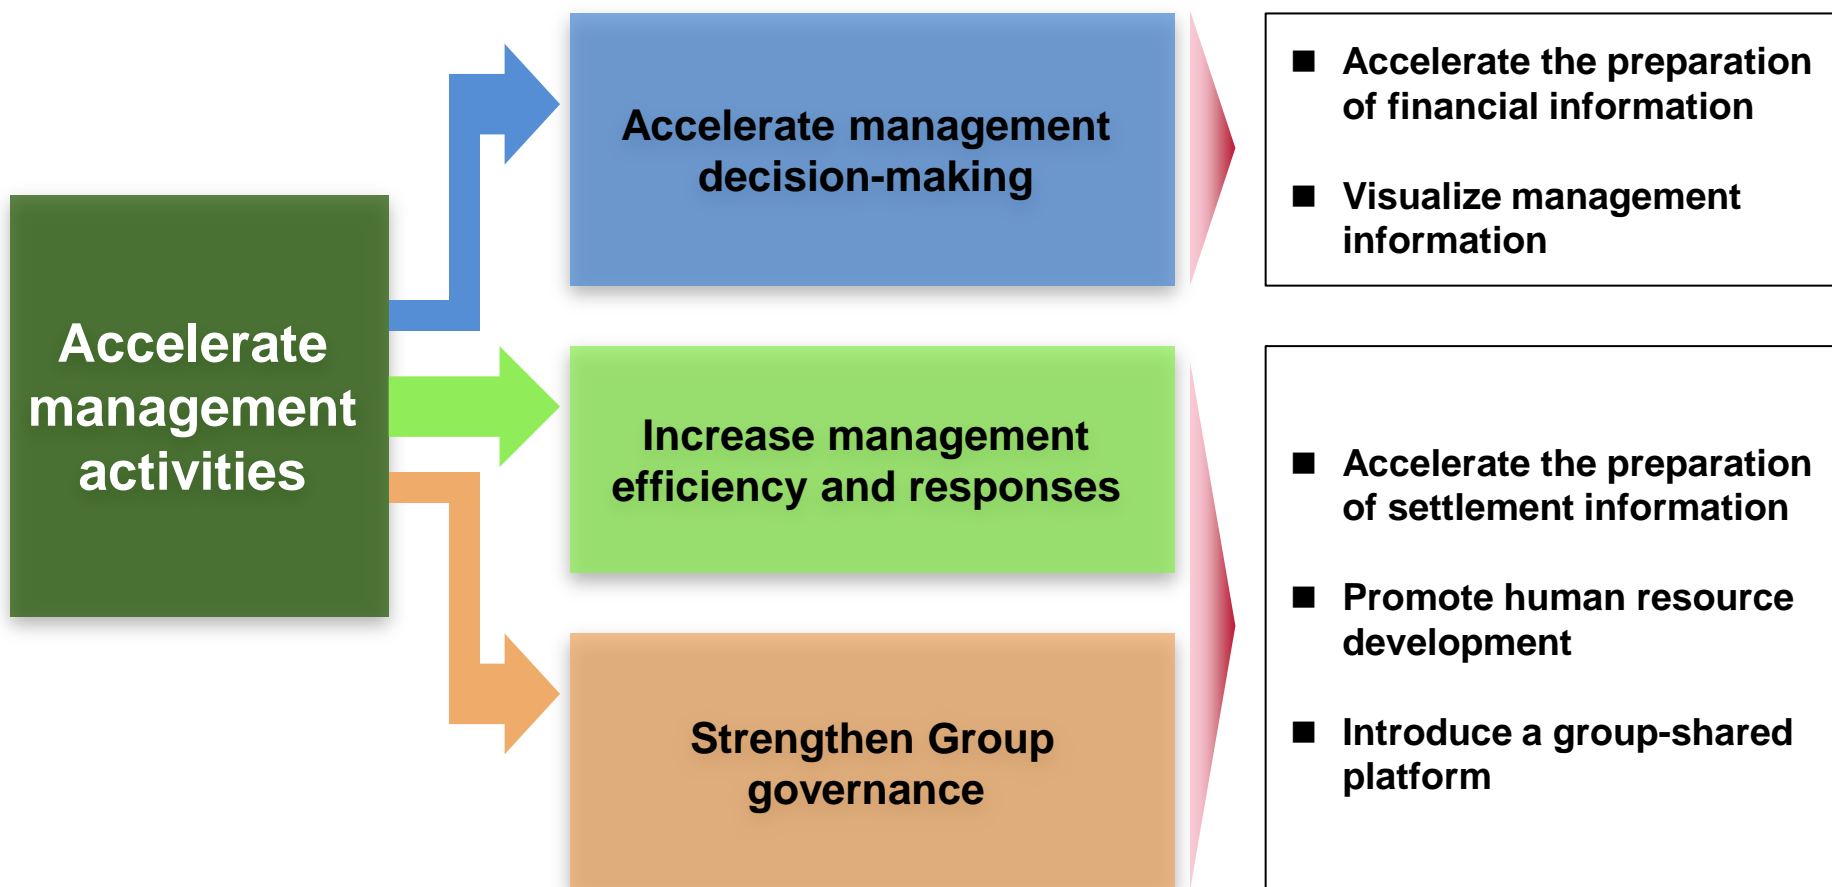 Accelerate
management
activities
Accelerate management
decision-making
■ Accelerate the preparation
of financial information
■ Visualize management
information
Increase management
efficiency and responses
Strengthen Group
governance
■ Accelerate the preparation
of settlement information
■ Promote human resource
development
■ Introduce a group-shared
platform